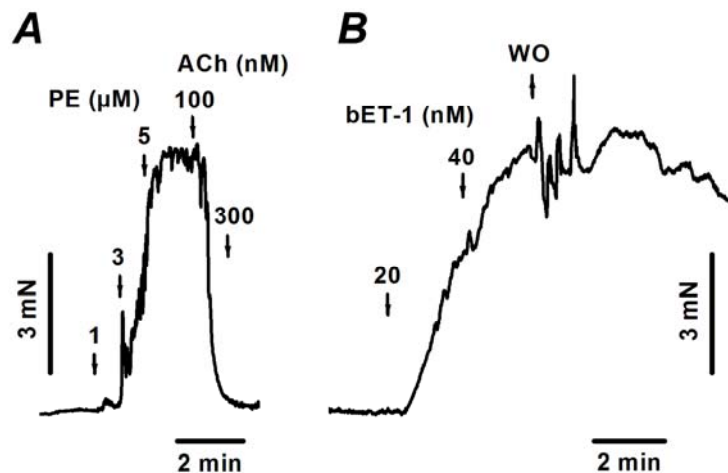 A
ACh (nM)
PE (µM)
100
5
300
3
1
3 mN
2 min
B
WO
bET-1 (nM)
40
20
3 mN
2 min